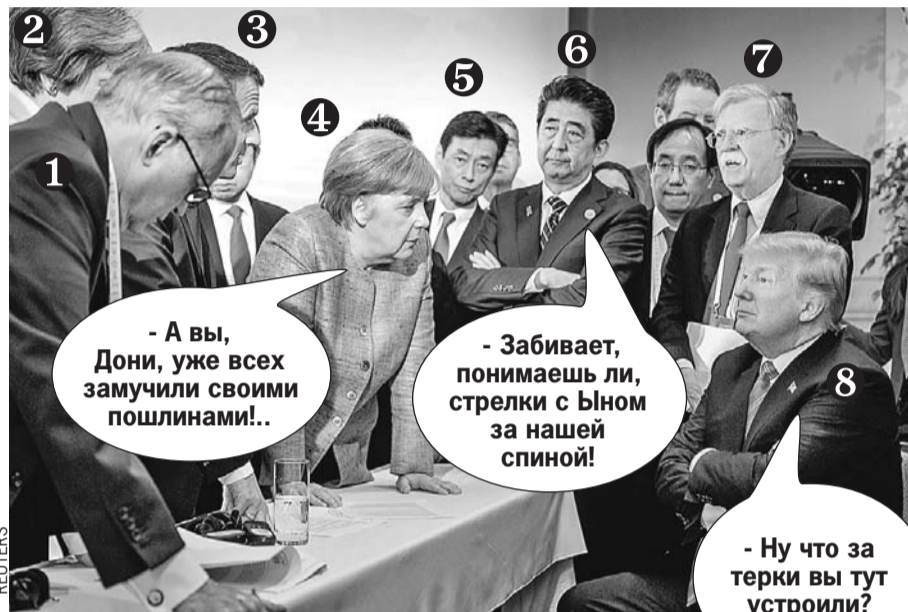 2
3
6
7
5
4
1
- А вы,
Дони, уже всех
замучили своими
пошлинами!..
- Забивает,
понимаешь ли,
стрелки с Ыном
за нашей
спиной!
8
- Ну что за
терки вы тут
устроили?
REUTERS